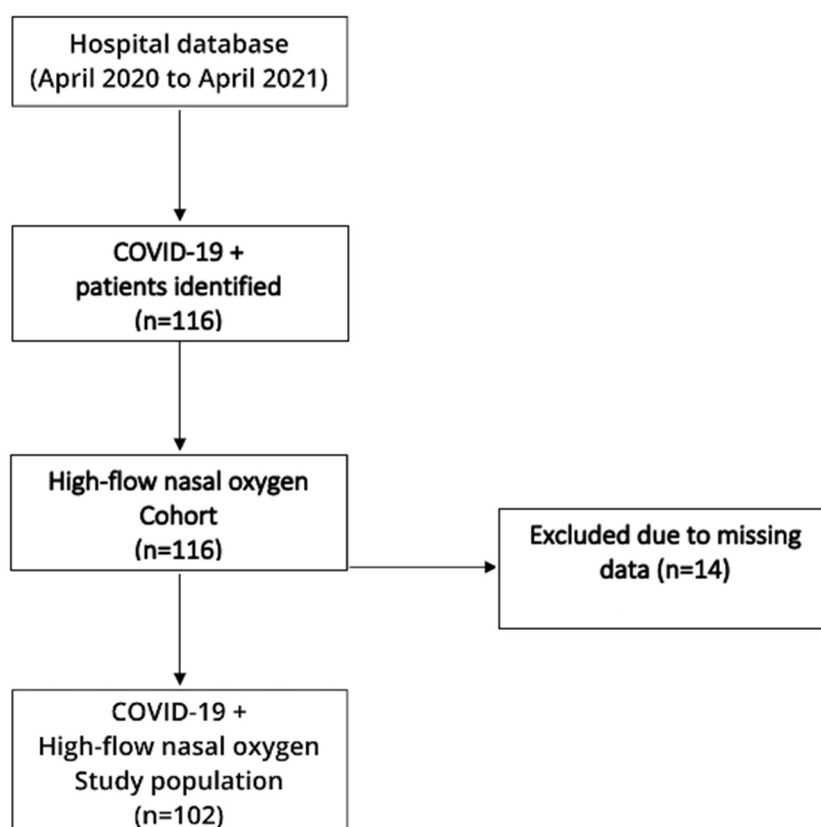 Hospital database
(April 2020 to April 2021)
COVID-19 +
patients identified
(n=116)
High-flow nasal oxygen
Cohort
(n=116)
Excluded due to missing
data (n=14)
COVID-19 +
High-flow nasal oxygen
Study population
(n=102)